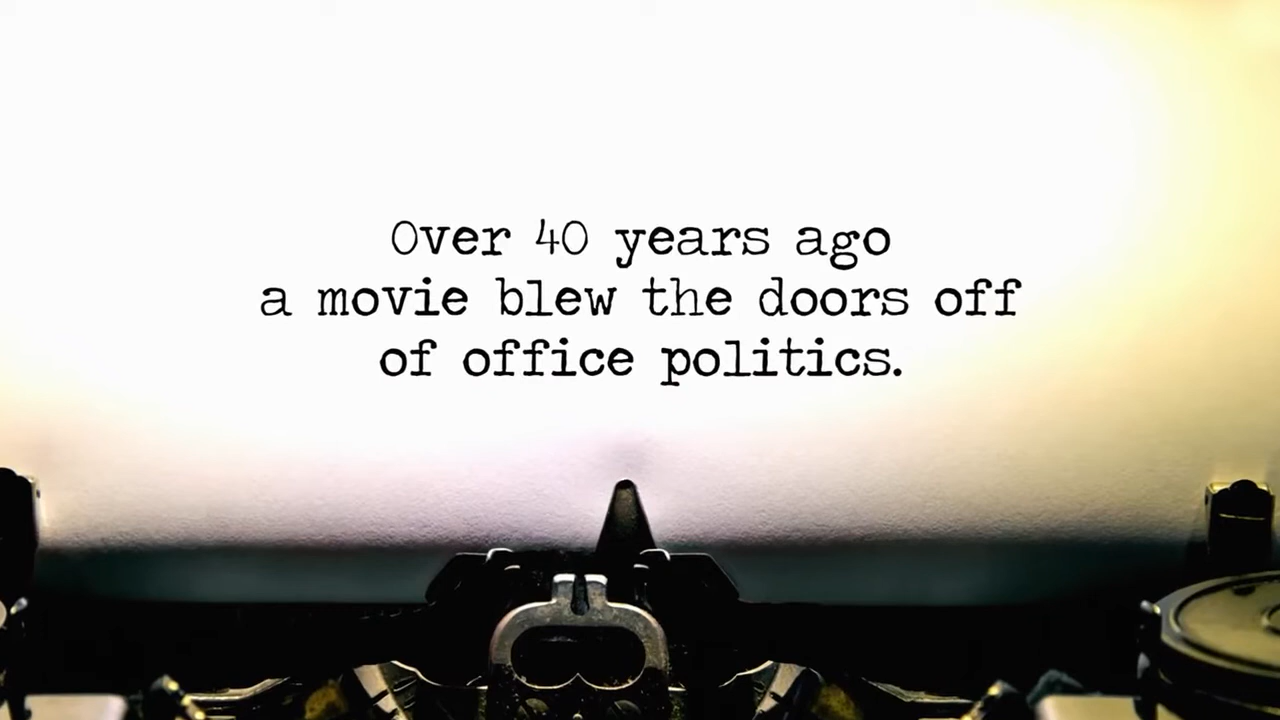 Over 40 years ago
a movie blew the doors off
of office politics.